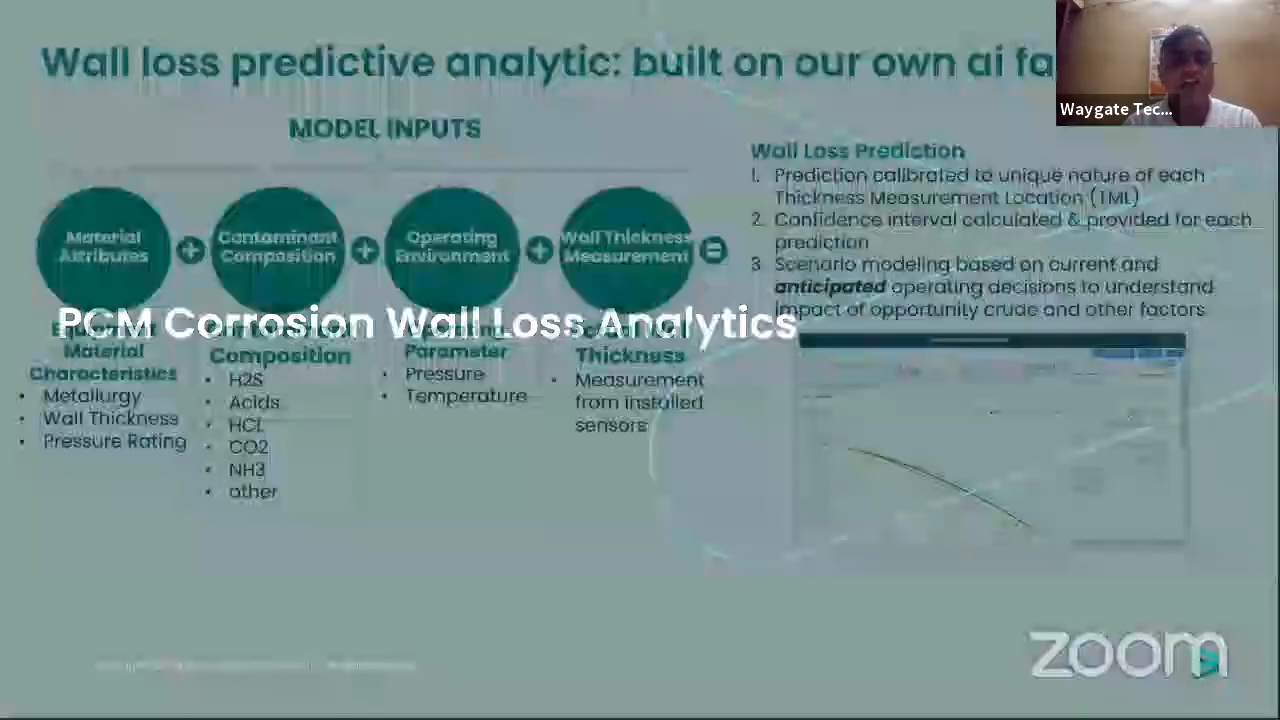 Wall loss predictive analytic: built on our own ai fa
Waygate Tec...
MODEL INPUTS
Material
Attributes
Contaminant
Composition
Operating
Environment
Wall Thickness
Measurement
PCM Corrosion Wall Loss Analytics
Equipment
Material
Characteristics
• Metallurgy
• Wall Thickness
• Pressure Rating
Composition
• H2S
• Acids
• HCL
• CO2
• NH3
• other
Operating
Parameter
• Pressure
• Temperature
Thickness
• Measurement
from installed
sensors
Wall Loss Prediction
1. Prediction calibrated to unique nature of each
Thickness Measurement Location (TML)
2. Confidence interval calculated & provided for each
prediction
3 Scenario modeling based on current and
anticipated operating decisions to understand
impact of opportunity crude and other factors
zoom